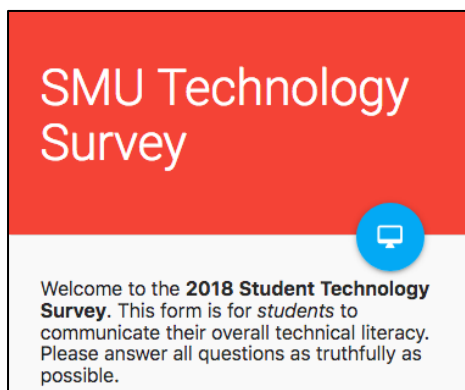 SMU Technology
Survey
Welcome to the 2018 Student Technology
Survey. This form is for students to
communicate their overall technical literacy.
Please answer all questions as truthfully as
possible.